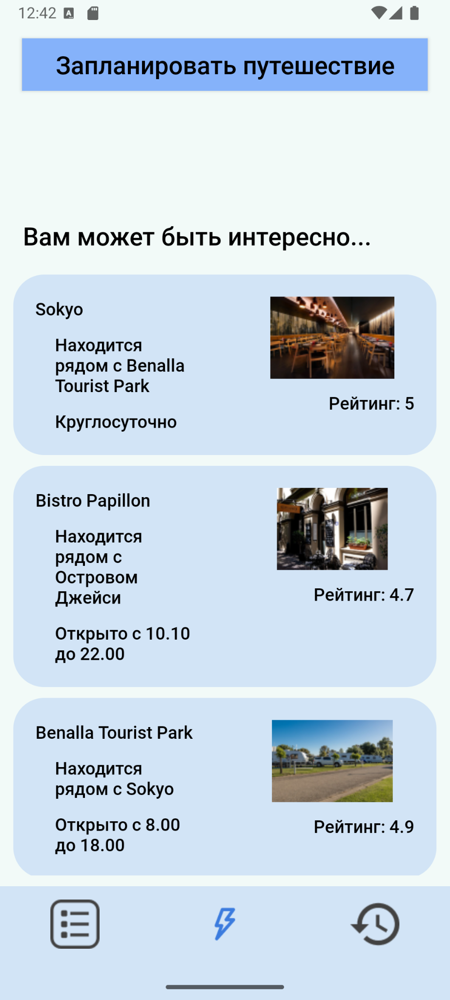 12:42
Запланировать путешествие
Вам может быть интересно...
Sokyo
Находится
рядом с Benalla
Tourist Park
Круглосуточно
Рейтинг: 5
Bistro Papillon
Находится
рядом с
Островом
Джейси
Открыто с 10.10
до 22.00
Рейтинг: 4.7
Benalla Tourist Park
Находится
рядом с Sokyo
Открыто с 8.00
до 18.00
Рейтинг: 4.9